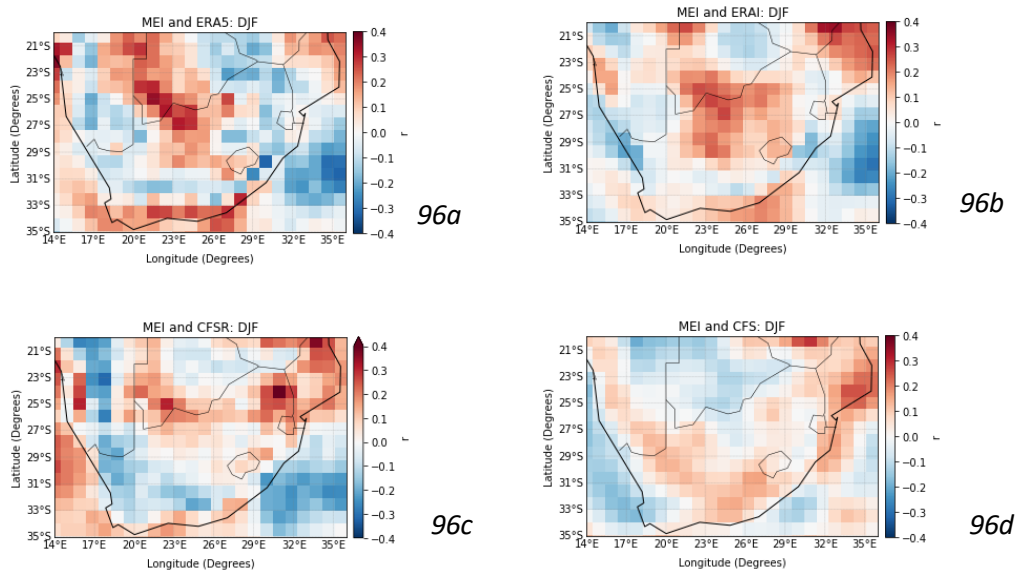 MEI and ERA5: DJF
21°S
23°S
25°S
27°S
29°S
31°S
33°S
35°S
14°E 17°E 20°E 23°E 26°E 29°E 32°E 35°E
Latitude (Degrees)
Longitude (Degrees)
0.4
0.3
0.2
0.1
0.0
−0.1
−0.2
−0.3
−0.4
r
96a
MEI and ERAI: DJF
21°S
23°S
25°S
27°S
29°S
31°S
33°S
35°S
14°E 17°E 20°E 23°E 26°E 29°E 32°E 35°E
Latitude (Degrees)
Longitude (Degrees)
0.4
0.3
0.2
0.1
0.0
−0.1
−0.2
−0.3
−0.4
r
96b
MEI and CFSR: DJF
21°S
23°S
25°S
27°S
29°S
31°S
33°S
35°S
14°E 17°E 20°E 23°E 26°E 29°E 32°E 35°E
Latitude (Degrees)
Longitude (Degrees)
0.4
0.3
0.2
0.1
0.0
−0.1
−0.2
−0.3
−0.4
r
96c
MEI and CFS: DJF
21°S
23°S
25°S
27°S
29°S
31°S
33°S
35°S
14°E 17°E 20°E 23°E 26°E 29°E 32°E 35°E
Latitude (Degrees)
Longitude (Degrees)
0.4
0.3
0.2
0.1
0.0
−0.1
−0.2
−0.3
−0.4
r
96d